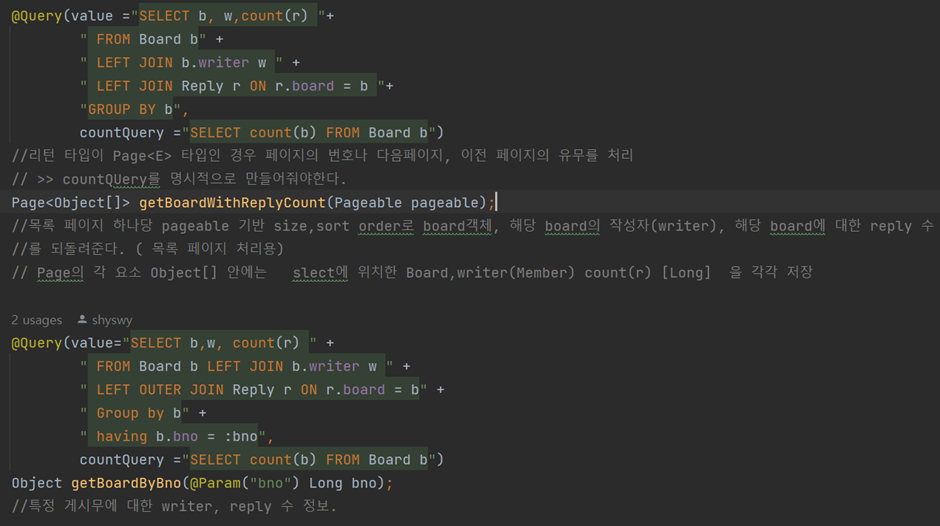 @Query(value ="SELECT b, w,count(r) "+
" FROM Board b" +
" LEFT JOIN b.writer w " +
" LEFT JOIN Reply r ON r.board = b "+
"GROUP BY b",
countQuery ="SELECT count(b) FROM Board b")
//리턴 타입이 Page<E> 타입인 경우 페이지의 번호나 다음페이지, 이전 페이지의 유무를 처리
// >> countQUery를 명시적으로 만들어줘야한다.
Page<Object[]> getBoardWithReplyCount(Pageable pageable);
//목록 페이지 하나당 pageable 기반 size,sort order로 board객체, 해당 board의 작성자(writer), 해당 board에 대한 reply 수
//를 되돌려준다. ( 목록 페이지 처리용)
// Page의 각 요소 Object[] 안에는 slect에 위치한 Board,writer(Member) count(r) [Long] 을 각각 저장
2 usages shyswy
@Query(value="SELECT b,w, count(r) " +
" FROM Board b LEFT JOIN b.writer w " +
" LEFT OUTER JOIN Reply r ON r.board = b" +
" Group by b" +
" having b.bno = :bno",
countQuery ="SELECT count(b) FROM Board b")
Object getBoardByBno(@Param("bno") Long bno);
//특정 게시무에 대한 writer, reply 수 정보.